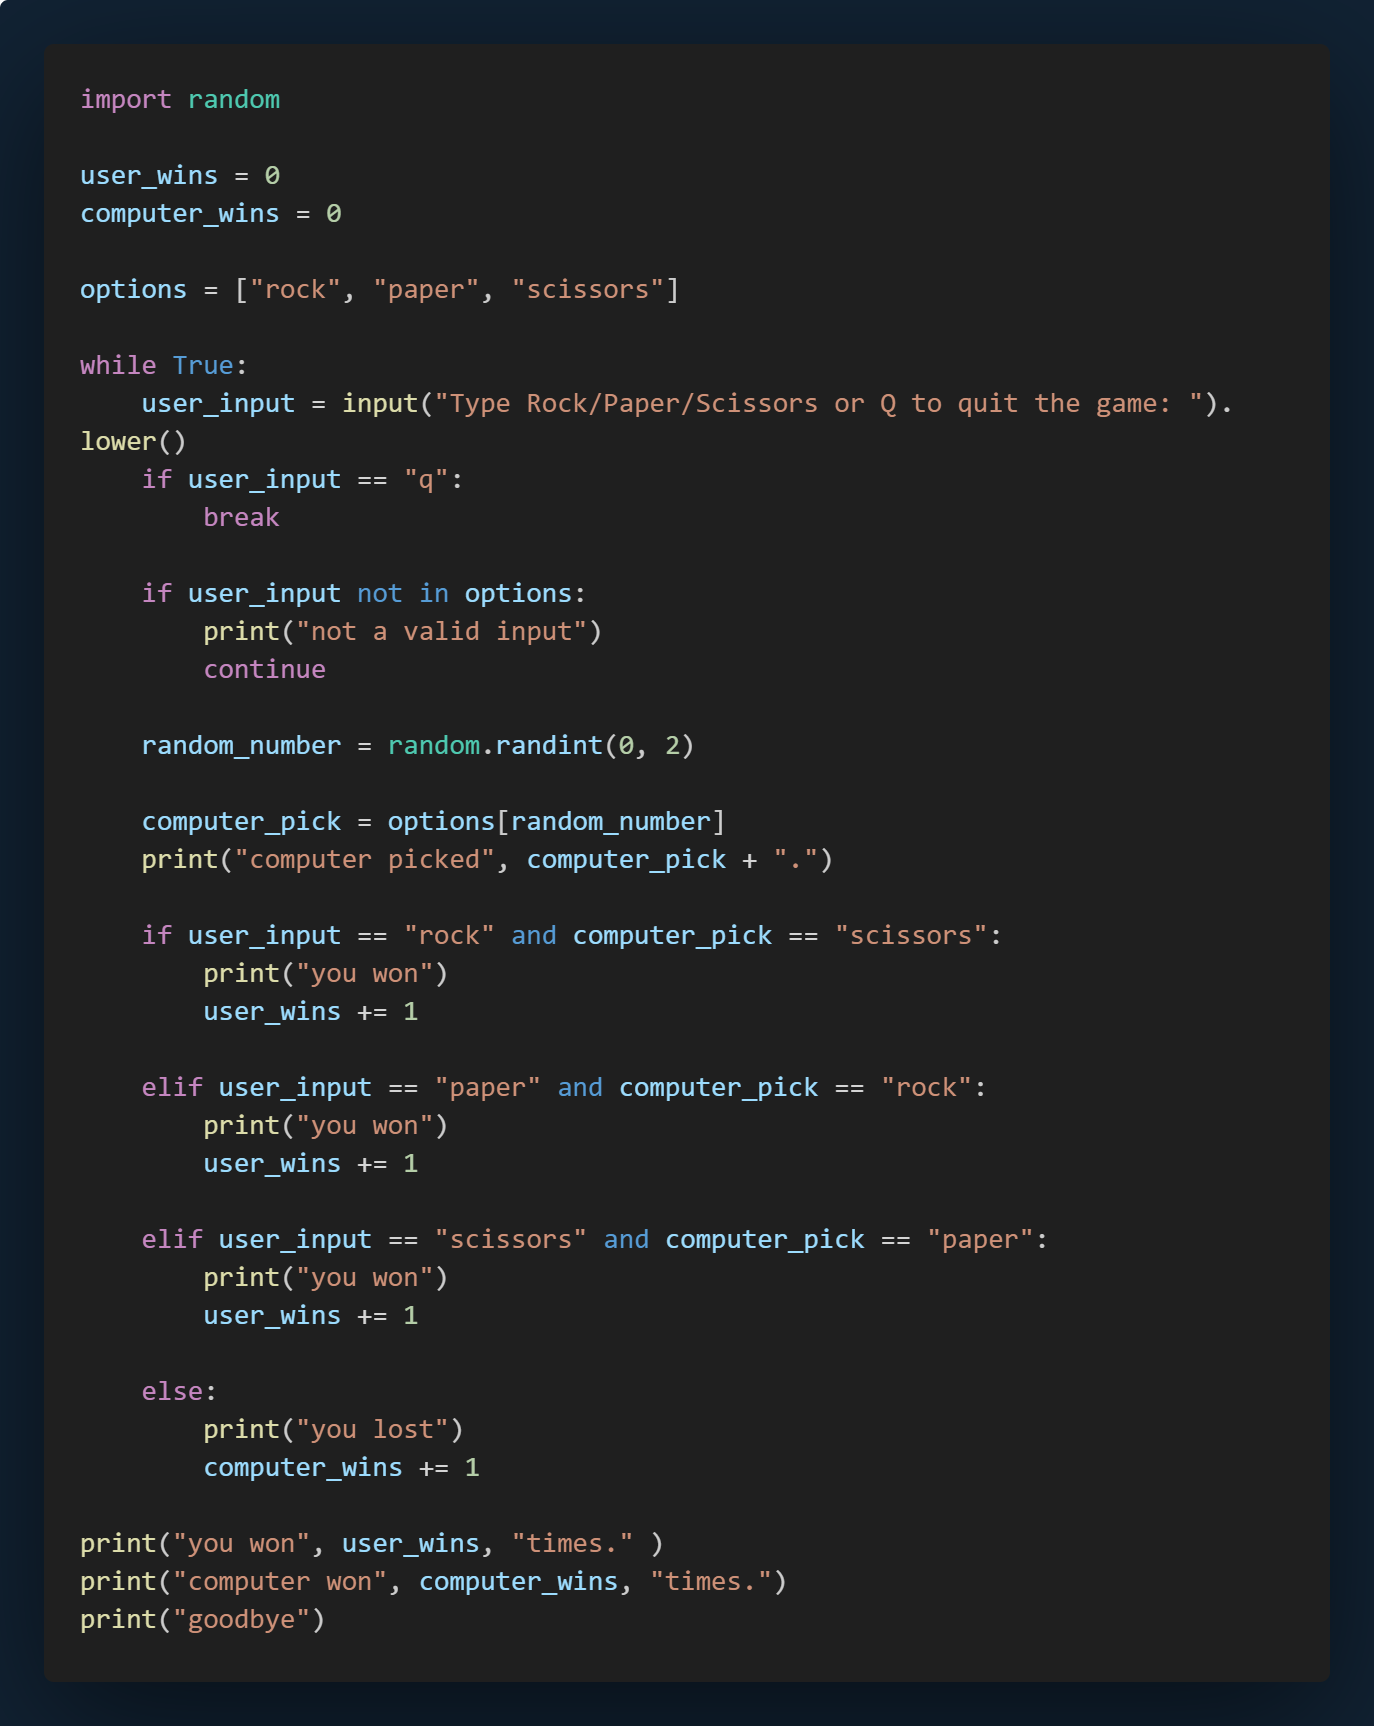 import random

user_wins = 0
computer_wins = 0

options = ["rock", "paper", "scissors"]

while True:
    user_input = input("Type Rock/Paper/Scissors or Q to quit the game: ").
lower()
    if user_input == "q":
        break

    if user_input not in options:
        print("not a valid input")
        continue

    random_number = random.randint(0, 2)

    computer_pick = options[random_number]
    print("computer picked", computer_pick + ".")

    if user_input == "rock" and computer_pick == "scissors":
        print("you won")
        user_wins += 1

    elif user_input == "paper" and computer_pick == "rock":
        print("you won")
        user_wins += 1

    elif user_input == "scissors" and computer_pick == "paper":
        print("you won")
        user_wins += 1

    else:
        print("you lost")
        computer_wins += 1

print("you won", user_wins, "times." )
print("computer won", computer_wins, "times.")
print("goodbye")